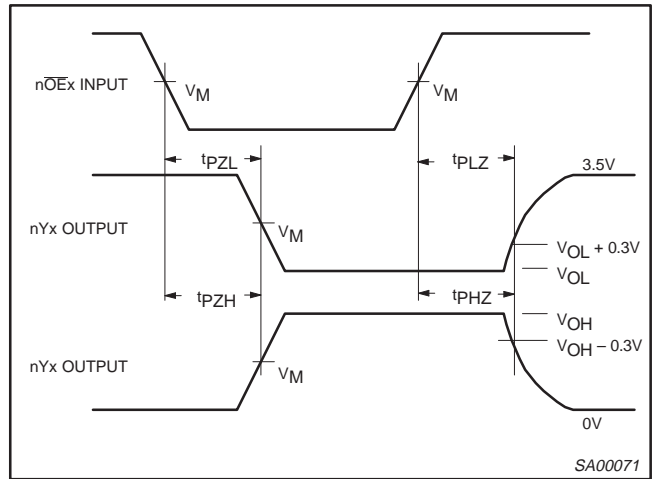 nOEx INPUT
VM
VM
tPZL
tPLZ
3.5V
nYx OUTPUT
VM
VOL + 0.3V
VOL
tPZH
tPHZ
VOH
VOH – 0.3V
nYx OUTPUT
VM
0V
SA00071